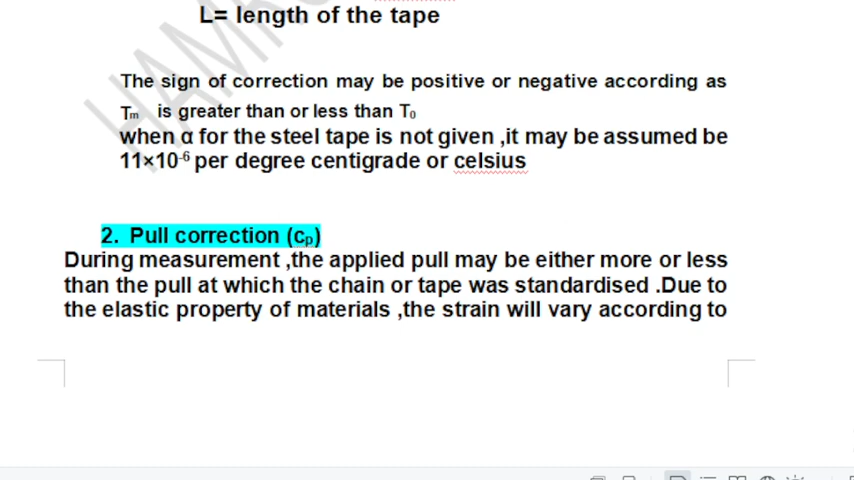 L= length of the tape
The sign of correction may be positive or negative according as
Tm is greater than or less than T0
when α for the steel tape is not given ,it may be assumed be
11×10⁻⁶ per degree centigrade or celsius
2. Pull correction (cp)
During measurement ,the applied pull may be either more or less
than the pull at which the chain or tape was standardised .Due to
the elastic property of materials ,the strain will vary according to